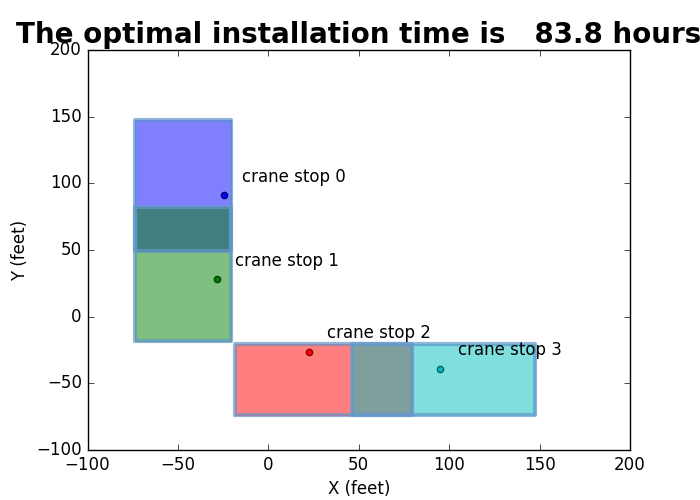 The optimal installation time is 83.8 hours
200
150
100
50
0
−50
−100
Y (feet)
crane stop 0
crane stop 1
crane stop 2
crane stop 3
−100 −50 0 50 100 150 200
X (feet)